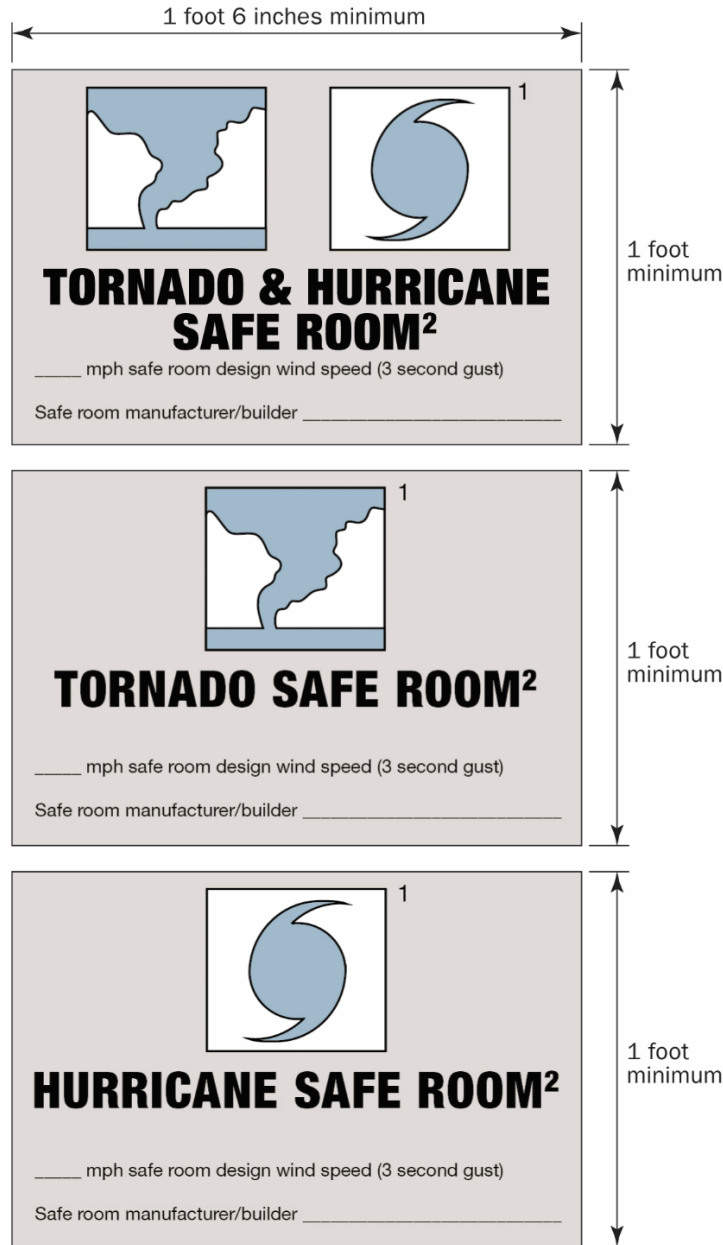 1 foot 6 inches minimum
1
1 foot
minimum
TORNADO & HURRICANE
SAFE ROOM²
_____ mph safe room design wind speed (3 second gust)
Safe room manufacturer/builder ____________________________
1
1 foot
minimum
TORNADO SAFE ROOM²
_____ mph safe room design wind speed (3 second gust)
Safe room manufacturer/builder ____________________________
1
1 foot
minimum
HURRICANE SAFE ROOM²
_____ mph safe room design wind speed (3 second gust)
Safe room manufacturer/builder ____________________________